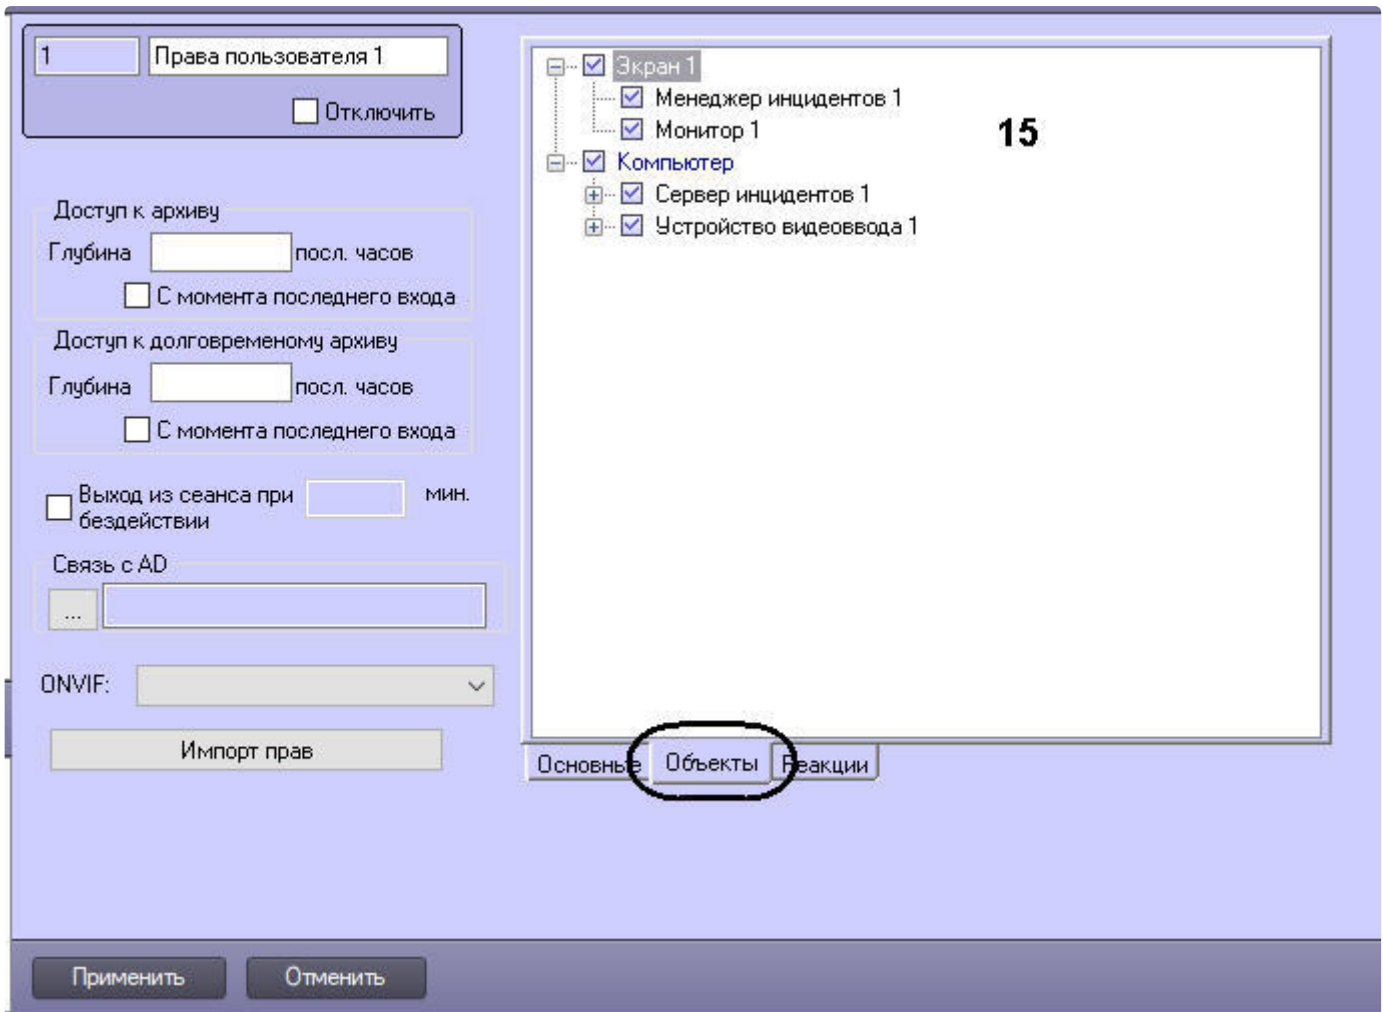 1
Права пользователя 1
Отключить
Доступ к архиву
Глубина
посл. часов
С момента последнего входа
Доступ к долговременому архиву
Глубина
посл. часов
С момента последнего входа
Выход из сеанса при
бездействии
мин.
Связь с AD
...
ONVIF:
Импорт прав
Экран 1
Менеджер инцидентов 1
Монитор 1
15
Компьютер
Сервер инцидентов 1
Устройство видеоввода 1
Основные
Объекты
Реакции
Применить
Отменить